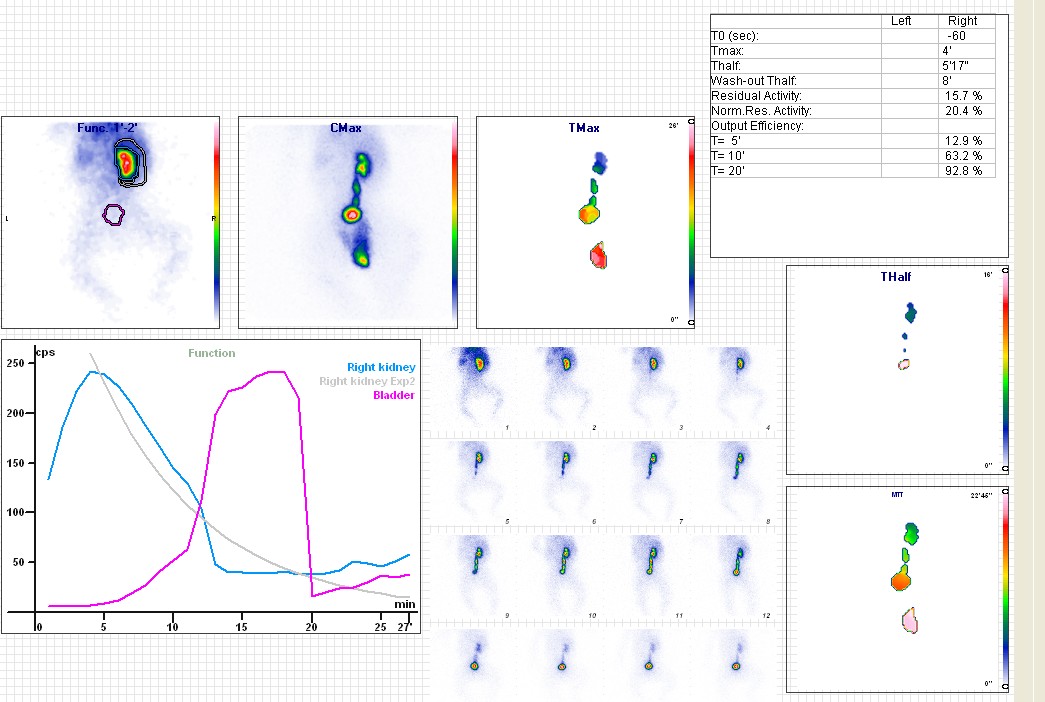 Left Right
T0 (sec): -60
Tmax: 4'
Thalf: 5'17"
Wash-out Thalf: 8'
Residual Activity: 15.7 %
Norm.Res. Activity: 20.4 %
Output Efficiency:
T= 5' 12.9 %
T= 10' 63.2 %
T= 20' 92.8 %
Func. 1'-2'
L
R
CMax
TMax
26'
0"
THalf
16'
0"
cps
Function
Right kidney
Right kidney Exp2
Bladder
250
200
150
100
50
min
0 5 10 15 20 25 27'
1 2 3 4
5 6 7 8
9 10 11 12
MTT
22'45"
0"